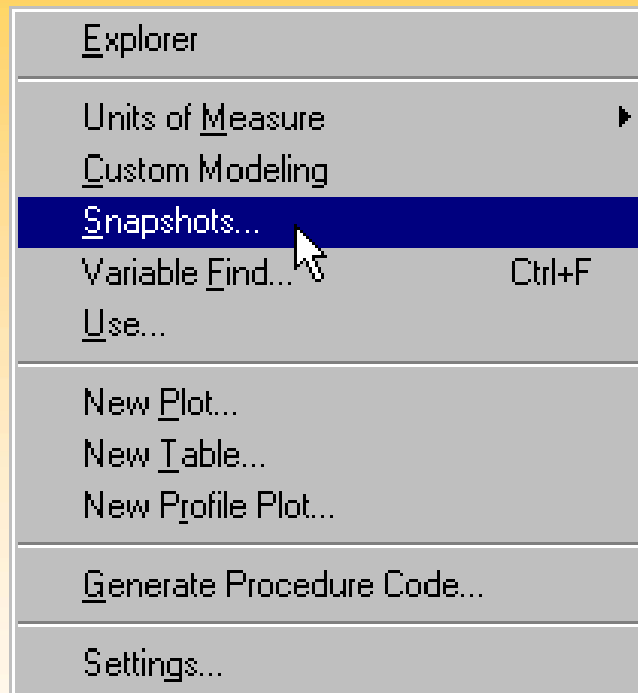 Explorer
Units of Measure
Custom Modeling
Snapshots...
Variable Find... Ctrl+F
Use...
New Plot...
New Table...
New Profile Plot...
Generate Procedure Code...
Settings...